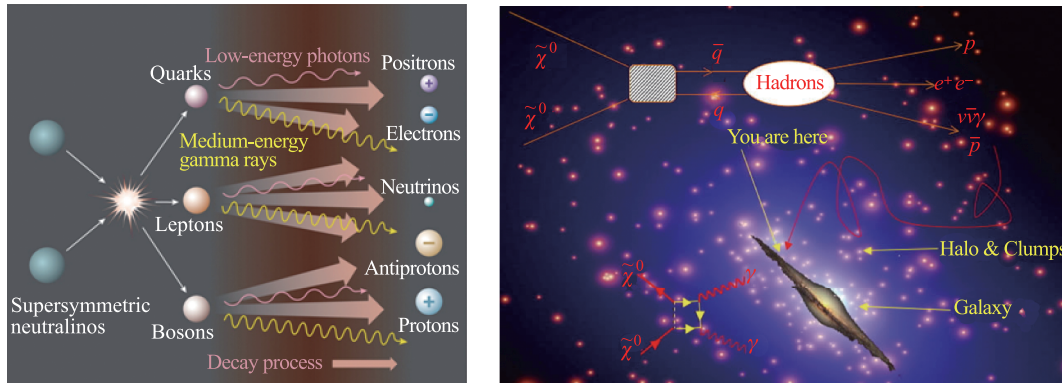 Low-energy photons
Quarks
Positrons
+
−
Electrons
Medium-energy
gamma rays
Neutrinos
Leptons
−
Antiprotons
Supersymmetric
neutralinos
Bosons
+
Protons
Decay process
χ̃⁰
χ̃⁰
q̄
q
Hadrons
p
e⁺ e⁻
νν̄γ
p̄
You are here
Halo & Clumps
Galaxy
χ̃⁰
γ
χ̃⁰
γ